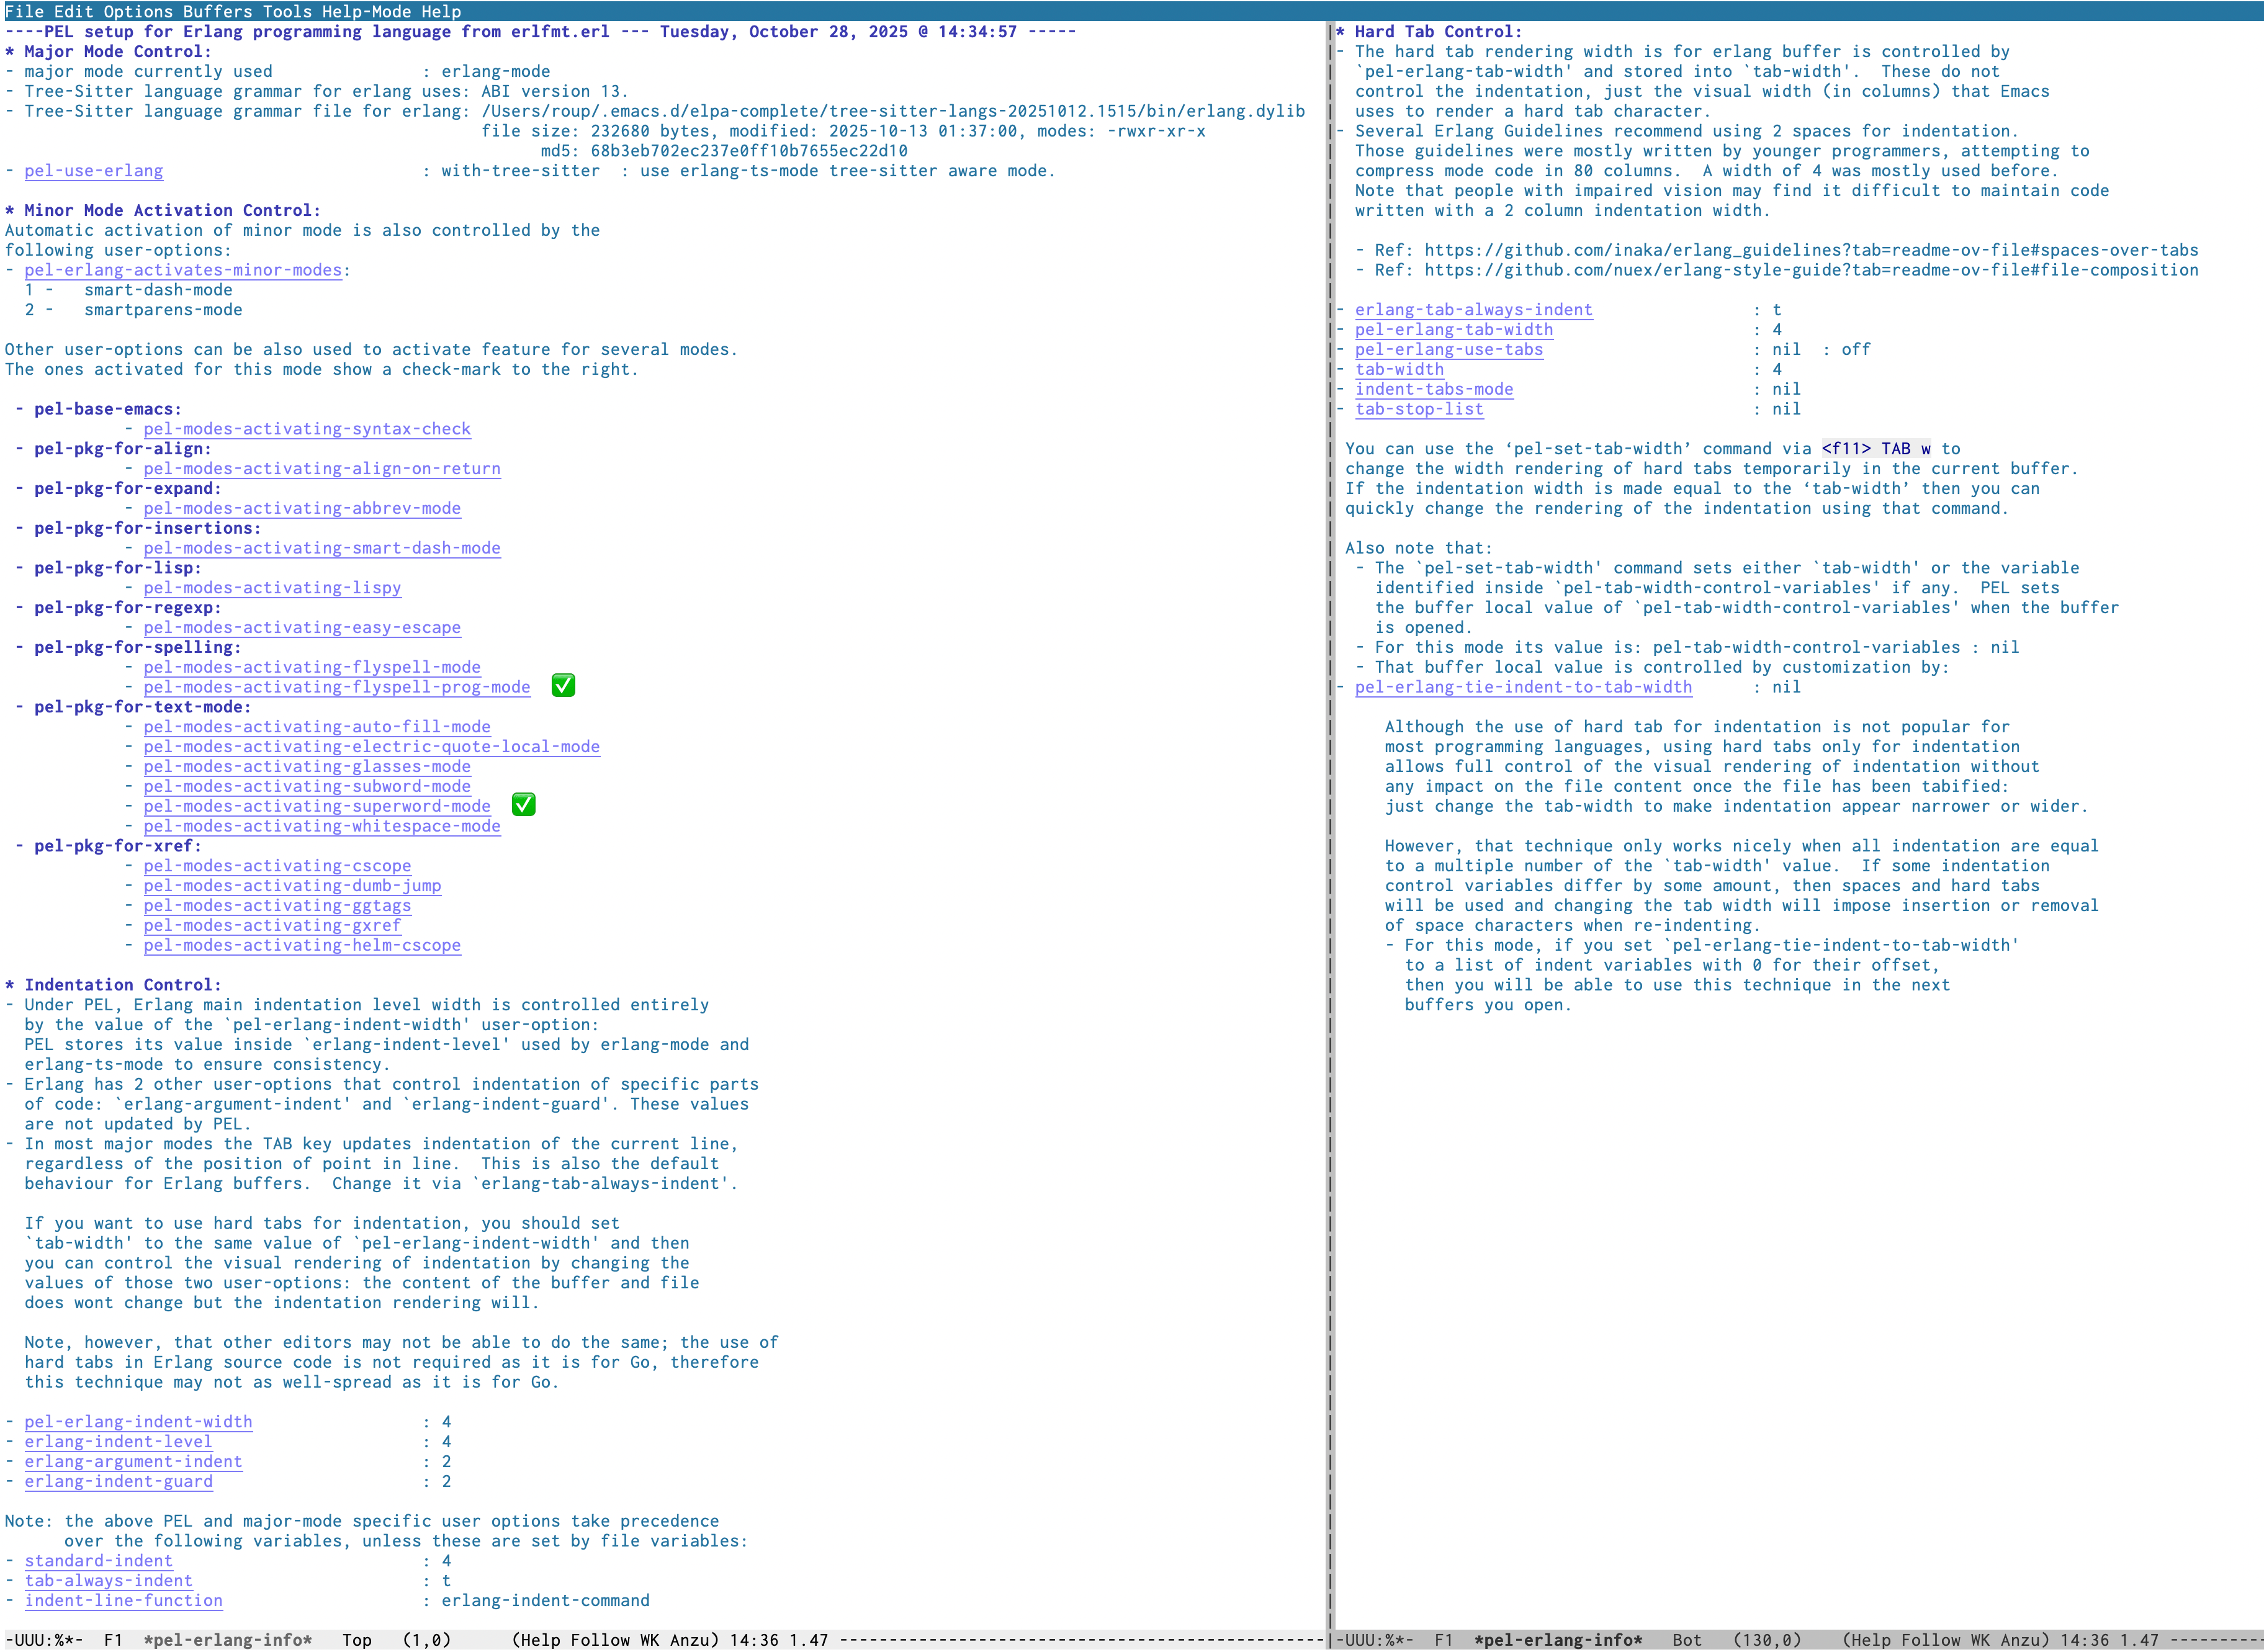 File Edit Options Buffers Tools Help-Mode Help
----PEL setup for Erlang programming language from erlfmt.erl --- Tuesday, October 28, 2025 @ 14:34:57 -----
* Major Mode Control:
- major mode currently used : erlang-mode
- Tree-Sitter language grammar for erlang uses: ABI version 13.
- Tree-Sitter language grammar file for erlang: /Users/roup/.emacs.d/elpa-complete/tree-sitter-langs-20251012.1515/bin/erlang.dylib
file size: 232680 bytes, modified: 2025-10-13 01:37:00, modes: -rwxr-xr-x
md5: 68b3eb702ec237e0ff10b7655ec22d10
- pel-use-erlang : with-tree-sitter : use erlang-ts-mode tree-sitter aware mode.
* Minor Mode Activation Control:
Automatic activation of minor mode is also controlled by the
following user-options:
- pel-erlang-activates-minor-modes:
1 - smart-dash-mode
2 - smartparens-mode
Other user-options can be also used to activate feature for several modes.
The ones activated for this mode show a check-mark to the right.
- pel-base-emacs:
- pel-modes-activating-syntax-check
- pel-pkg-for-align:
- pel-modes-activating-align-on-return
- pel-pkg-for-expand:
- pel-modes-activating-abbrev-mode
- pel-pkg-for-insertions:
- pel-modes-activating-smart-dash-mode
- pel-pkg-for-lisp:
- pel-modes-activating-lispy
- pel-pkg-for-regexp:
- pel-modes-activating-easy-escape
- pel-pkg-for-spelling:
- pel-modes-activating-flyspell-mode
- pel-modes-activating-flyspell-prog-mode ✅
- pel-pkg-for-text-mode:
- pel-modes-activating-auto-fill-mode
- pel-modes-activating-electric-quote-local-mode
- pel-modes-activating-glasses-mode
- pel-modes-activating-subword-mode
- pel-modes-activating-superword-mode ✅
- pel-modes-activating-whitespace-mode
- pel-pkg-for-xref:
- pel-modes-activating-cscope
- pel-modes-activating-dumb-jump
- pel-modes-activating-ggtags
- pel-modes-activating-gxref
- pel-modes-activating-helm-cscope
* Indentation Control:
- Under PEL, Erlang main indentation level width is controlled entirely
by the value of the `pel-erlang-indent-width' user-option:
PEL stores its value inside `erlang-indent-level' used by erlang-mode and
erlang-ts-mode to ensure consistency.
- Erlang has 2 other user-options that control indentation of specific parts
of code: `erlang-argument-indent' and `erlang-indent-guard'. These values
are not updated by PEL.
- In most major modes the TAB key updates indentation of the current line,
regardless of the position of point in line. This is also the default
behaviour for Erlang buffers. Change it via `erlang-tab-always-indent'.
If you want to use hard tabs for indentation, you should set
`tab-width' to the same value of `pel-erlang-indent-width' and then
you can control the visual rendering of indentation by changing the
values of those two user-options: the content of the buffer and file
does wont change but the indentation rendering will.
Note, however, that other editors may not be able to do the same; the use of
hard tabs in Erlang source code is not required as it is for Go, therefore
this technique may not as well-spread as it is for Go.
- pel-erlang-indent-width : 4
- erlang-indent-level : 4
- erlang-argument-indent : 2
- erlang-indent-guard : 2
Note: the above PEL and major-mode specific user options take precedence
over the following variables, unless these are set by file variables:
- standard-indent : 4
- tab-always-indent : t
- indent-line-function : erlang-indent-command
-UUU:%*- F1 *pel-erlang-info* Top (1,0) (Help Follow WK Anzu) 14:36 1.47 -------------------------------------------------
* Hard Tab Control:
- The hard tab rendering width is for erlang buffer is controlled by
`pel-erlang-tab-width' and stored into `tab-width'. These do not
control the indentation, just the visual width (in columns) that Emacs
uses to render a hard tab character.
- Several Erlang Guidelines recommend using 2 spaces for indentation.
Those guidelines were mostly written by younger programmers, attempting to
compress mode code in 80 columns. A width of 4 was mostly used before.
Note that people with impaired vision may find it difficult to maintain code
written with a 2 column indentation width.
- Ref: https://github.com/inaka/erlang_guidelines?tab=readme-ov-file#spaces-over-tabs
- Ref: https://github.com/nuex/erlang-style-guide?tab=readme-ov-file#file-composition
- erlang-tab-always-indent : t
- pel-erlang-tab-width : 4
- pel-erlang-use-tabs : nil : off
- tab-width : 4
- indent-tabs-mode : nil
- tab-stop-list : nil
You can use the ‘pel-set-tab-width’ command via <f11> TAB w to
change the width rendering of hard tabs temporarily in the current buffer.
If the indentation width is made equal to the ‘tab-width’ then you can
quickly change the rendering of the indentation using that command.
Also note that:
- The `pel-set-tab-width' command sets either `tab-width' or the variable
identified inside `pel-tab-width-control-variables' if any. PEL sets
the buffer local value of `pel-tab-width-control-variables' when the buffer
is opened.
- For this mode its value is: pel-tab-width-control-variables : nil
- That buffer local value is controlled by customization by:
- pel-erlang-tie-indent-to-tab-width : nil
Although the use of hard tab for indentation is not popular for
most programming languages, using hard tabs only for indentation
allows full control of the visual rendering of indentation without
any impact on the file content once the file has been tabified:
just change the tab-width to make indentation appear narrower or wider.
However, that technique only works nicely when all indentation are equal
to a multiple number of the `tab-width' value. If some indentation
control variables differ by some amount, then spaces and hard tabs
will be used and changing the tab width will impose insertion or removal
of space characters when re-indenting.
- For this mode, if you set `pel-erlang-tie-indent-to-tab-width'
to a list of indent variables with 0 for their offset,
then you will be able to use this technique in the next
buffers you open.
-UUU:%*- F1 *pel-erlang-info* Bot (130,0) (Help Follow WK Anzu) 14:36 1.47 ----------